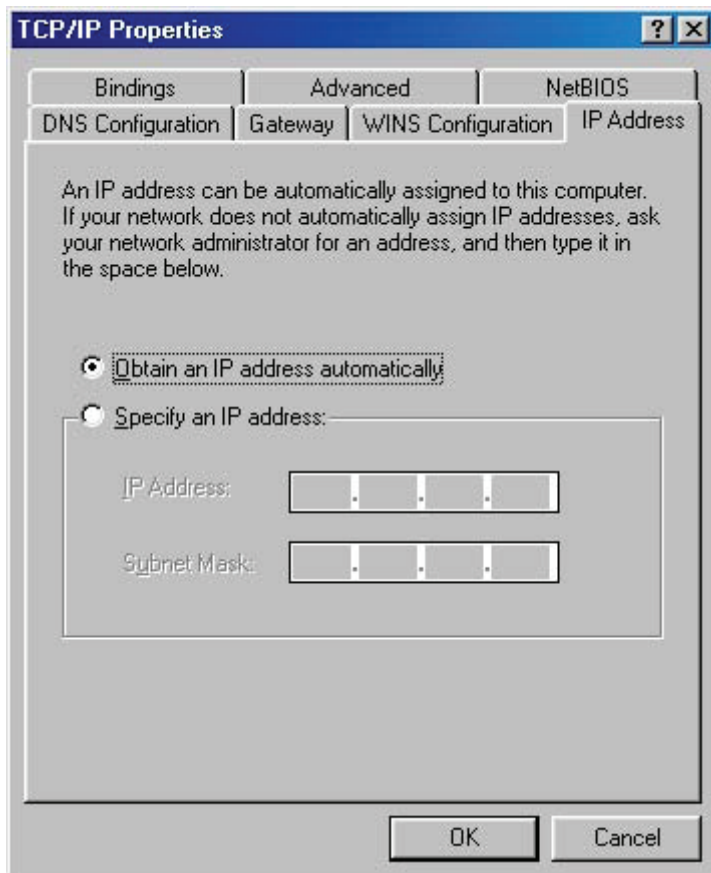 TCP/IP Properties
Bindings
Advanced
NetBIOS
DNS Configuration
Gateway
WINS Configuration
IP Address
An IP address can be automatically assigned to this computer.
If your network does not automatically assign IP addresses, ask
your network administrator for an address, and then type it in
the space below.
Obtain an IP address automatically
Specify an IP address:
IP Address:
. . .
Subnet Mask:
. . .
OK
Cancel